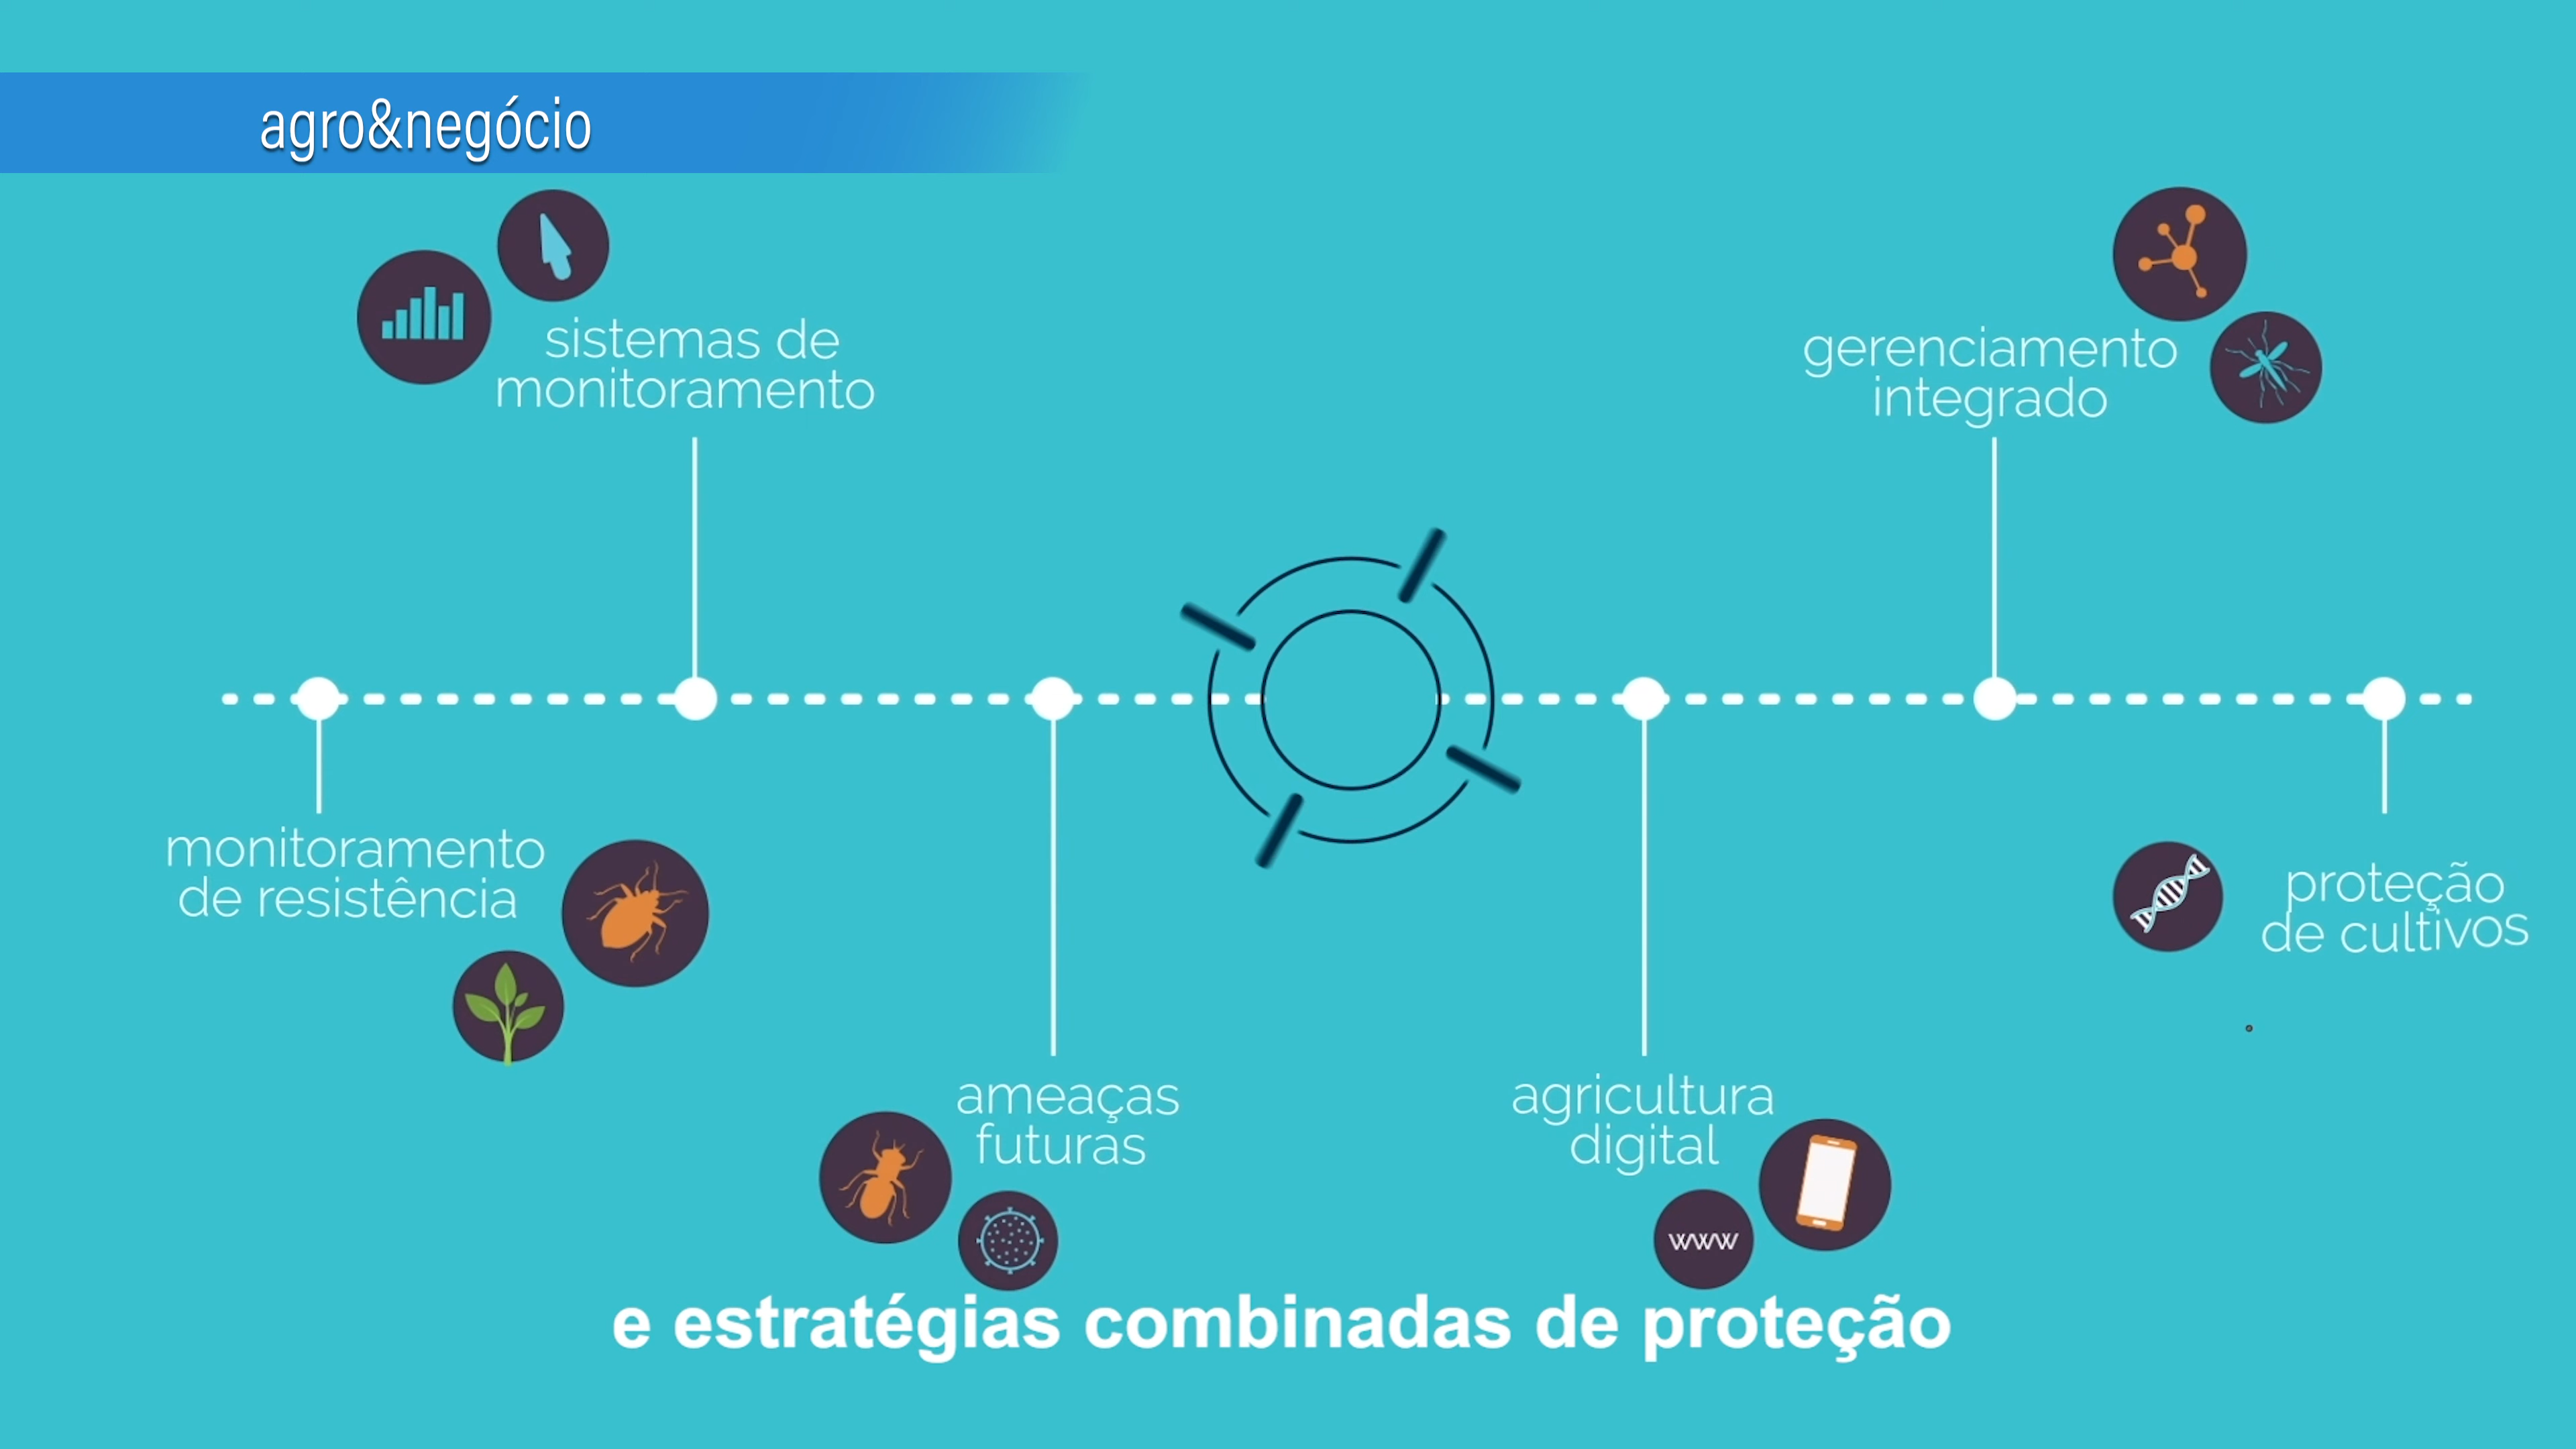 agro&negócio
sistemas de
monitoramento
gerenciamento
integrado
monitoramento
de resistência
proteção
de cultivos
ameaças
futuras
agricultura
digital
www
e estratégias combinadas de proteção